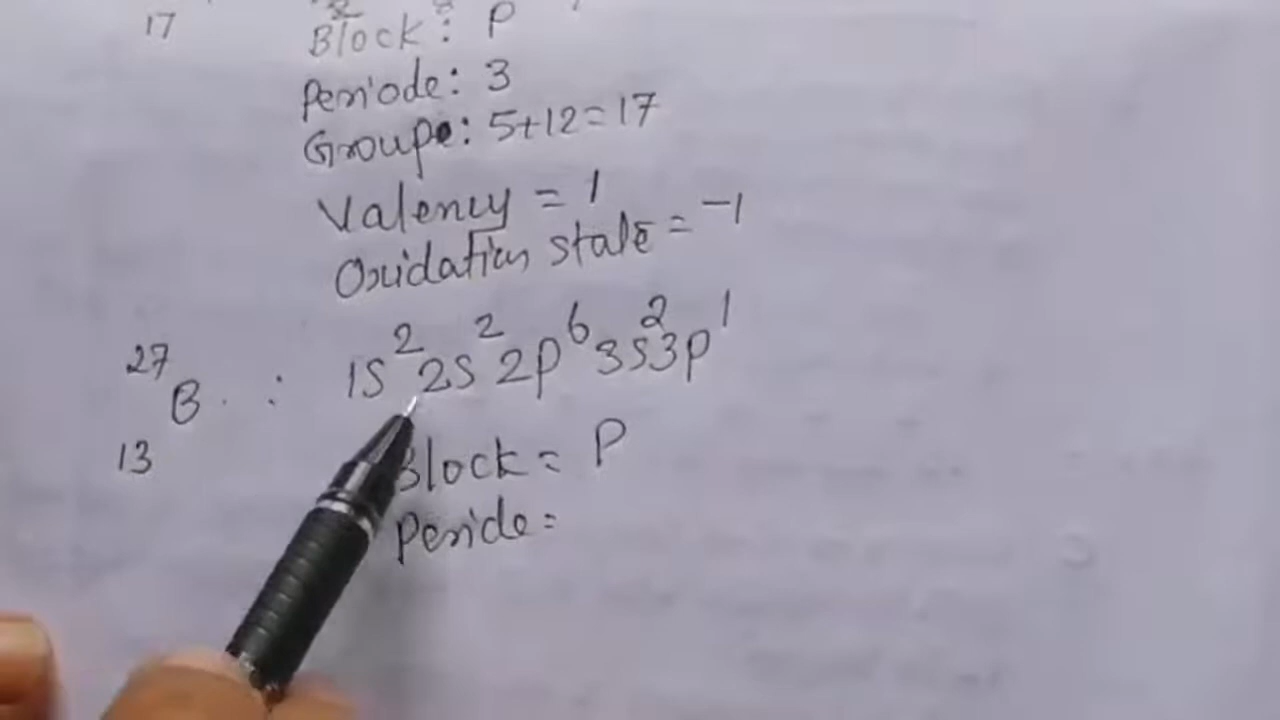 17 Block: P
Periode: 3
Group: 5+12=17
Valency = 1
Oxidation state = -1
27
B : 1s² 2s² 2p⁶ 3s² 3p¹
13
Block = P
Periode =